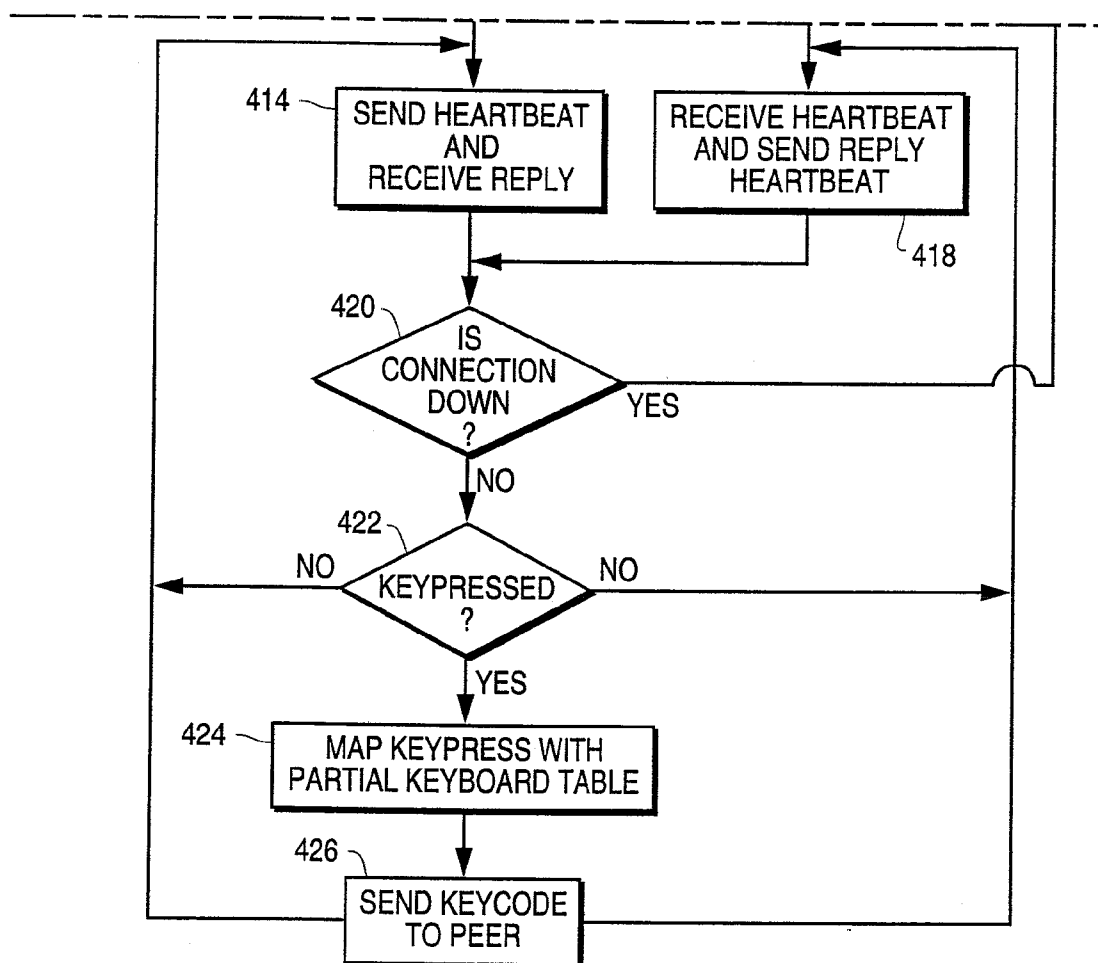 414
SEND HEARTBEAT
AND
RECEIVE REPLY
RECEIVE HEARTBEAT
AND SEND REPLY
HEARTBEAT
418
420
IS
CONNECTION
DOWN
?
YES
NO
422
NO
KEYPRESSED
?
NO
YES
424
MAP KEYPRESS WITH
PARTIAL KEYBOARD TABLE
426
SEND KEYCODE
TO PEER